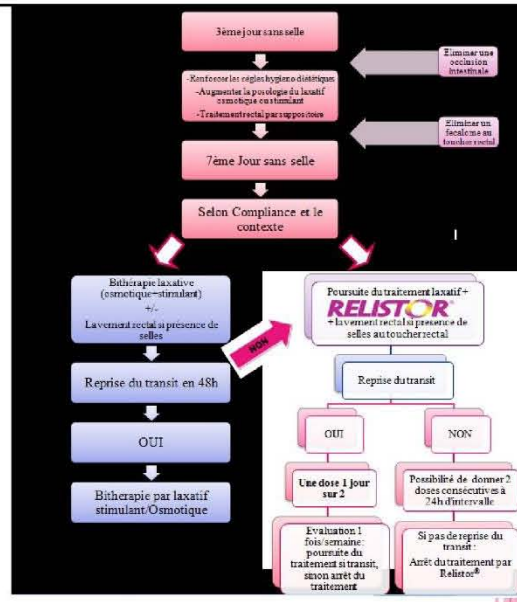 3ème jour sans selle
Eliminer une
occlusion
intestinale
-Renforcer les règles hygieno diététiques
-Augmenter la posologie du laxatif
osmotique ou stimulant
-Traitement rectal par suppositoire
Eliminer un
fecalome au
toucher rectal
7ème Jour sans selle
Selon Compliance et le
contexte
Bithérapie laxative
(osmotique+stimulant)
+/-
Lavement rectal si présence de
selles
NON
Reprise du transit en 48h
OUI
Bitherapie par laxatif
stimulant/Osmotique
Poursuite du traitement laxatif +
RELISTOR®
+ lavement rectal si présence de
selles au toucher rectal
Reprise du transit
OUI
NON
Une dose 1 jour
sur 2
Possibilité de donner 2
doses consécutives à
24h d'intervalle
Evaluation 1
fois/semaine:
poursuite du
traitement si transit,
sinon arrêt du
traitement
Si pas de reprise du
transit :
Arrêt du traitement par
Relistor®